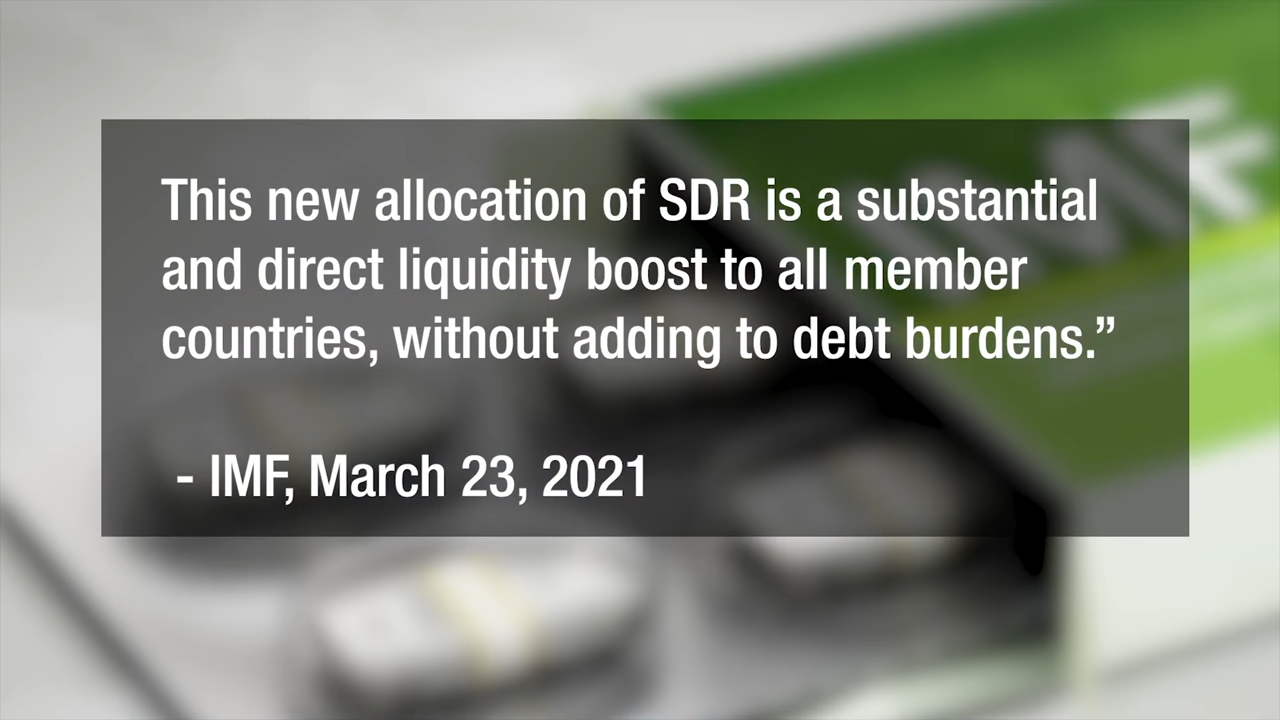 IMF
This new allocation of SDR is a substantial
and direct liquidity boost to all member
countries, without adding to debt burdens.”
- IMF, March 23, 2021